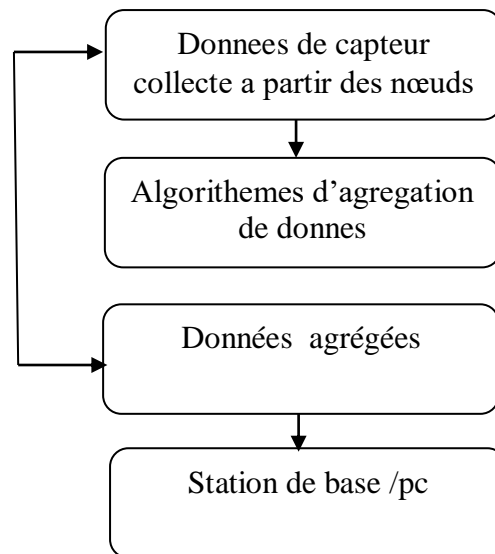 Donnees de capteur
collecte a partir des nœuds
Algorithemes d’agregation
de donnes
Données agrégées
Station de base /pc